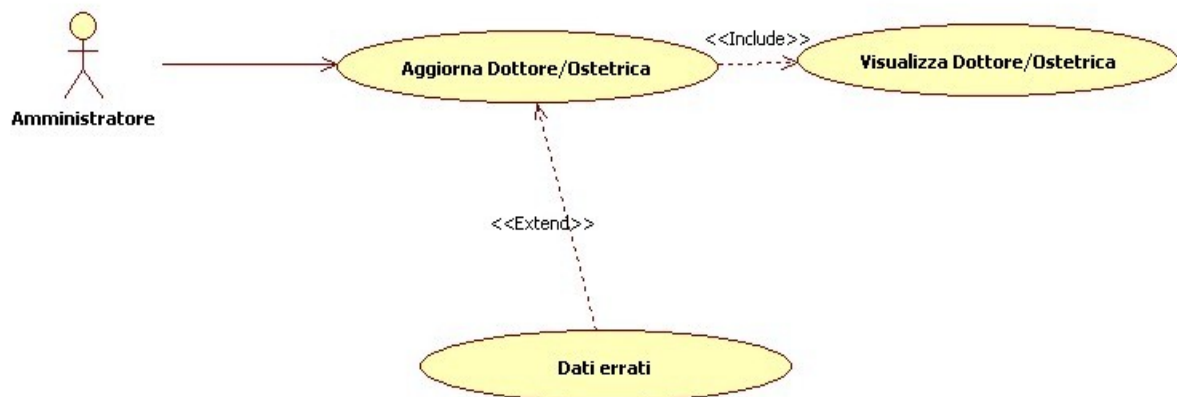 <<Include>>
Aggiorna Dottore/Ostetrica
Visualizza Dottore/Ostetrica
Amministratore
<<Extend>>
Dati errati